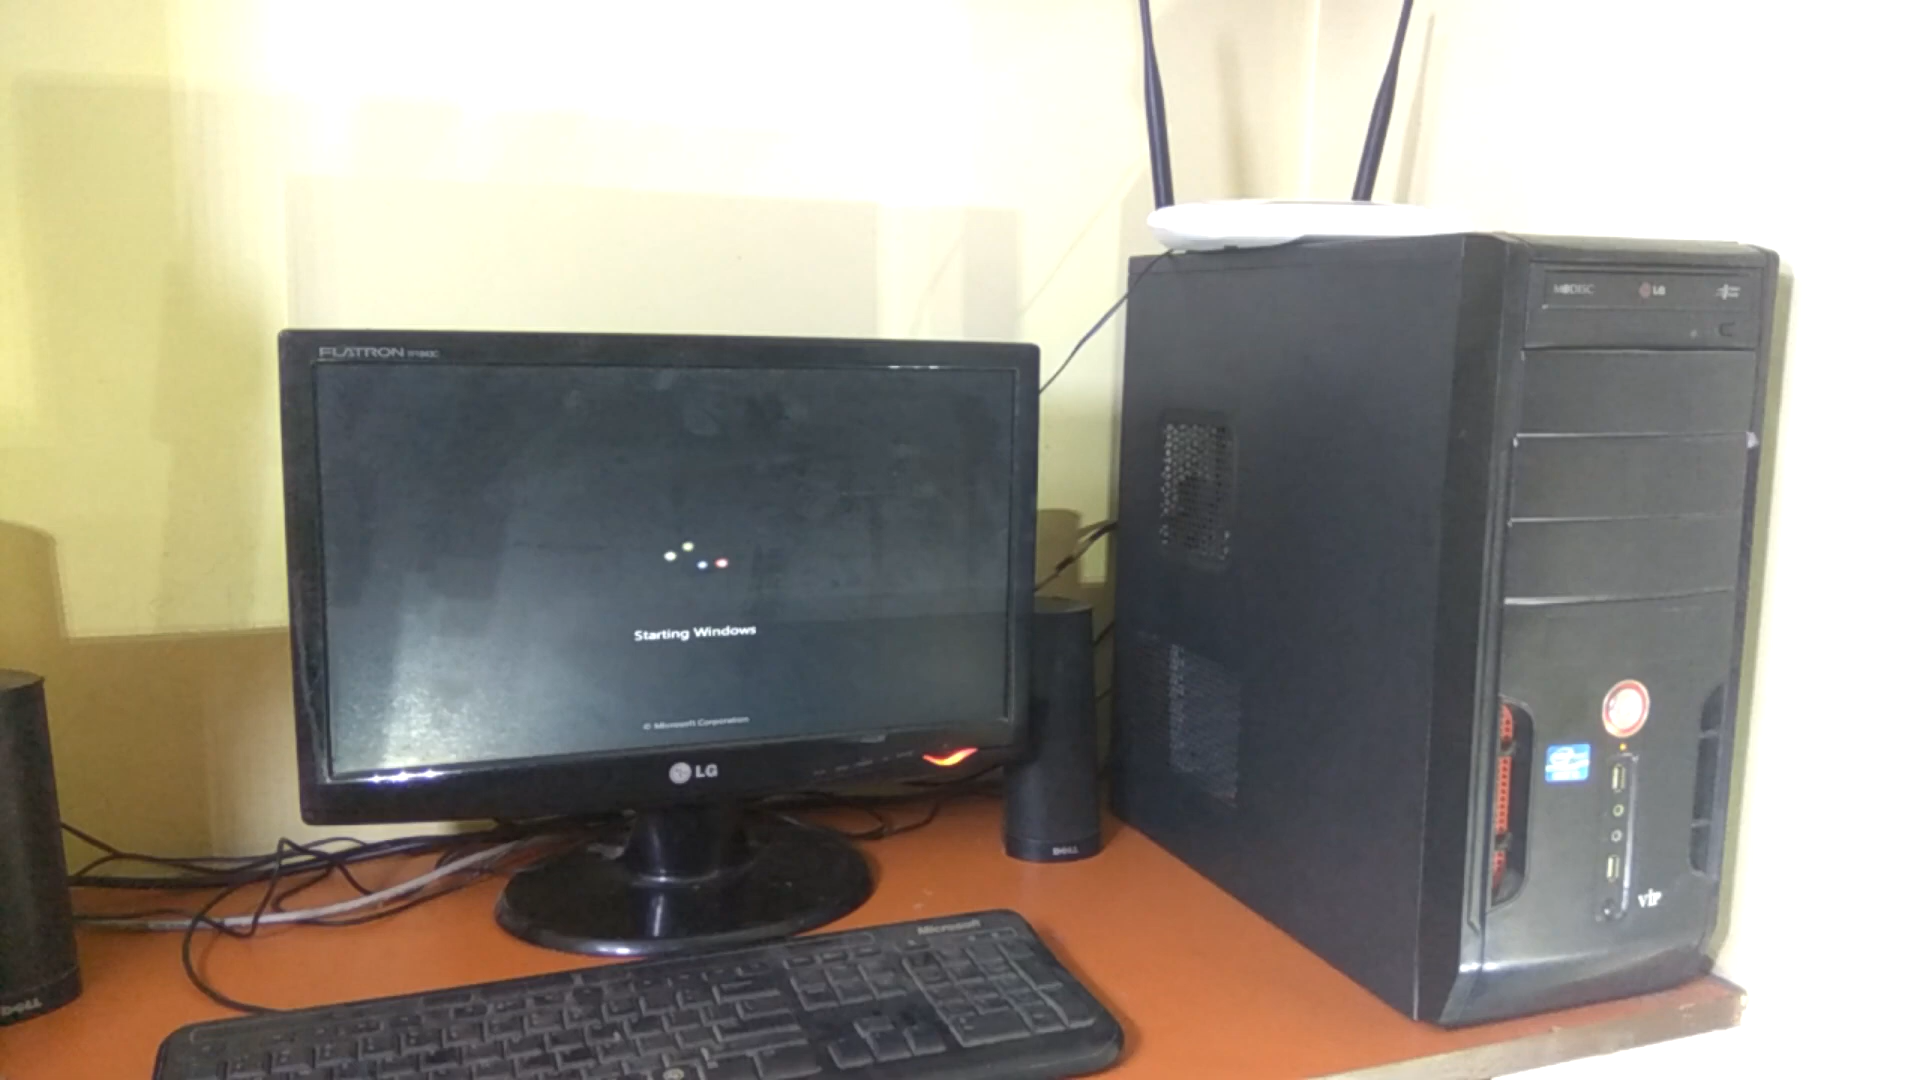 FLATRON
Starting Windows
© Microsoft Corporation
LG
LG
DELL
DELL
Microsoft
vip